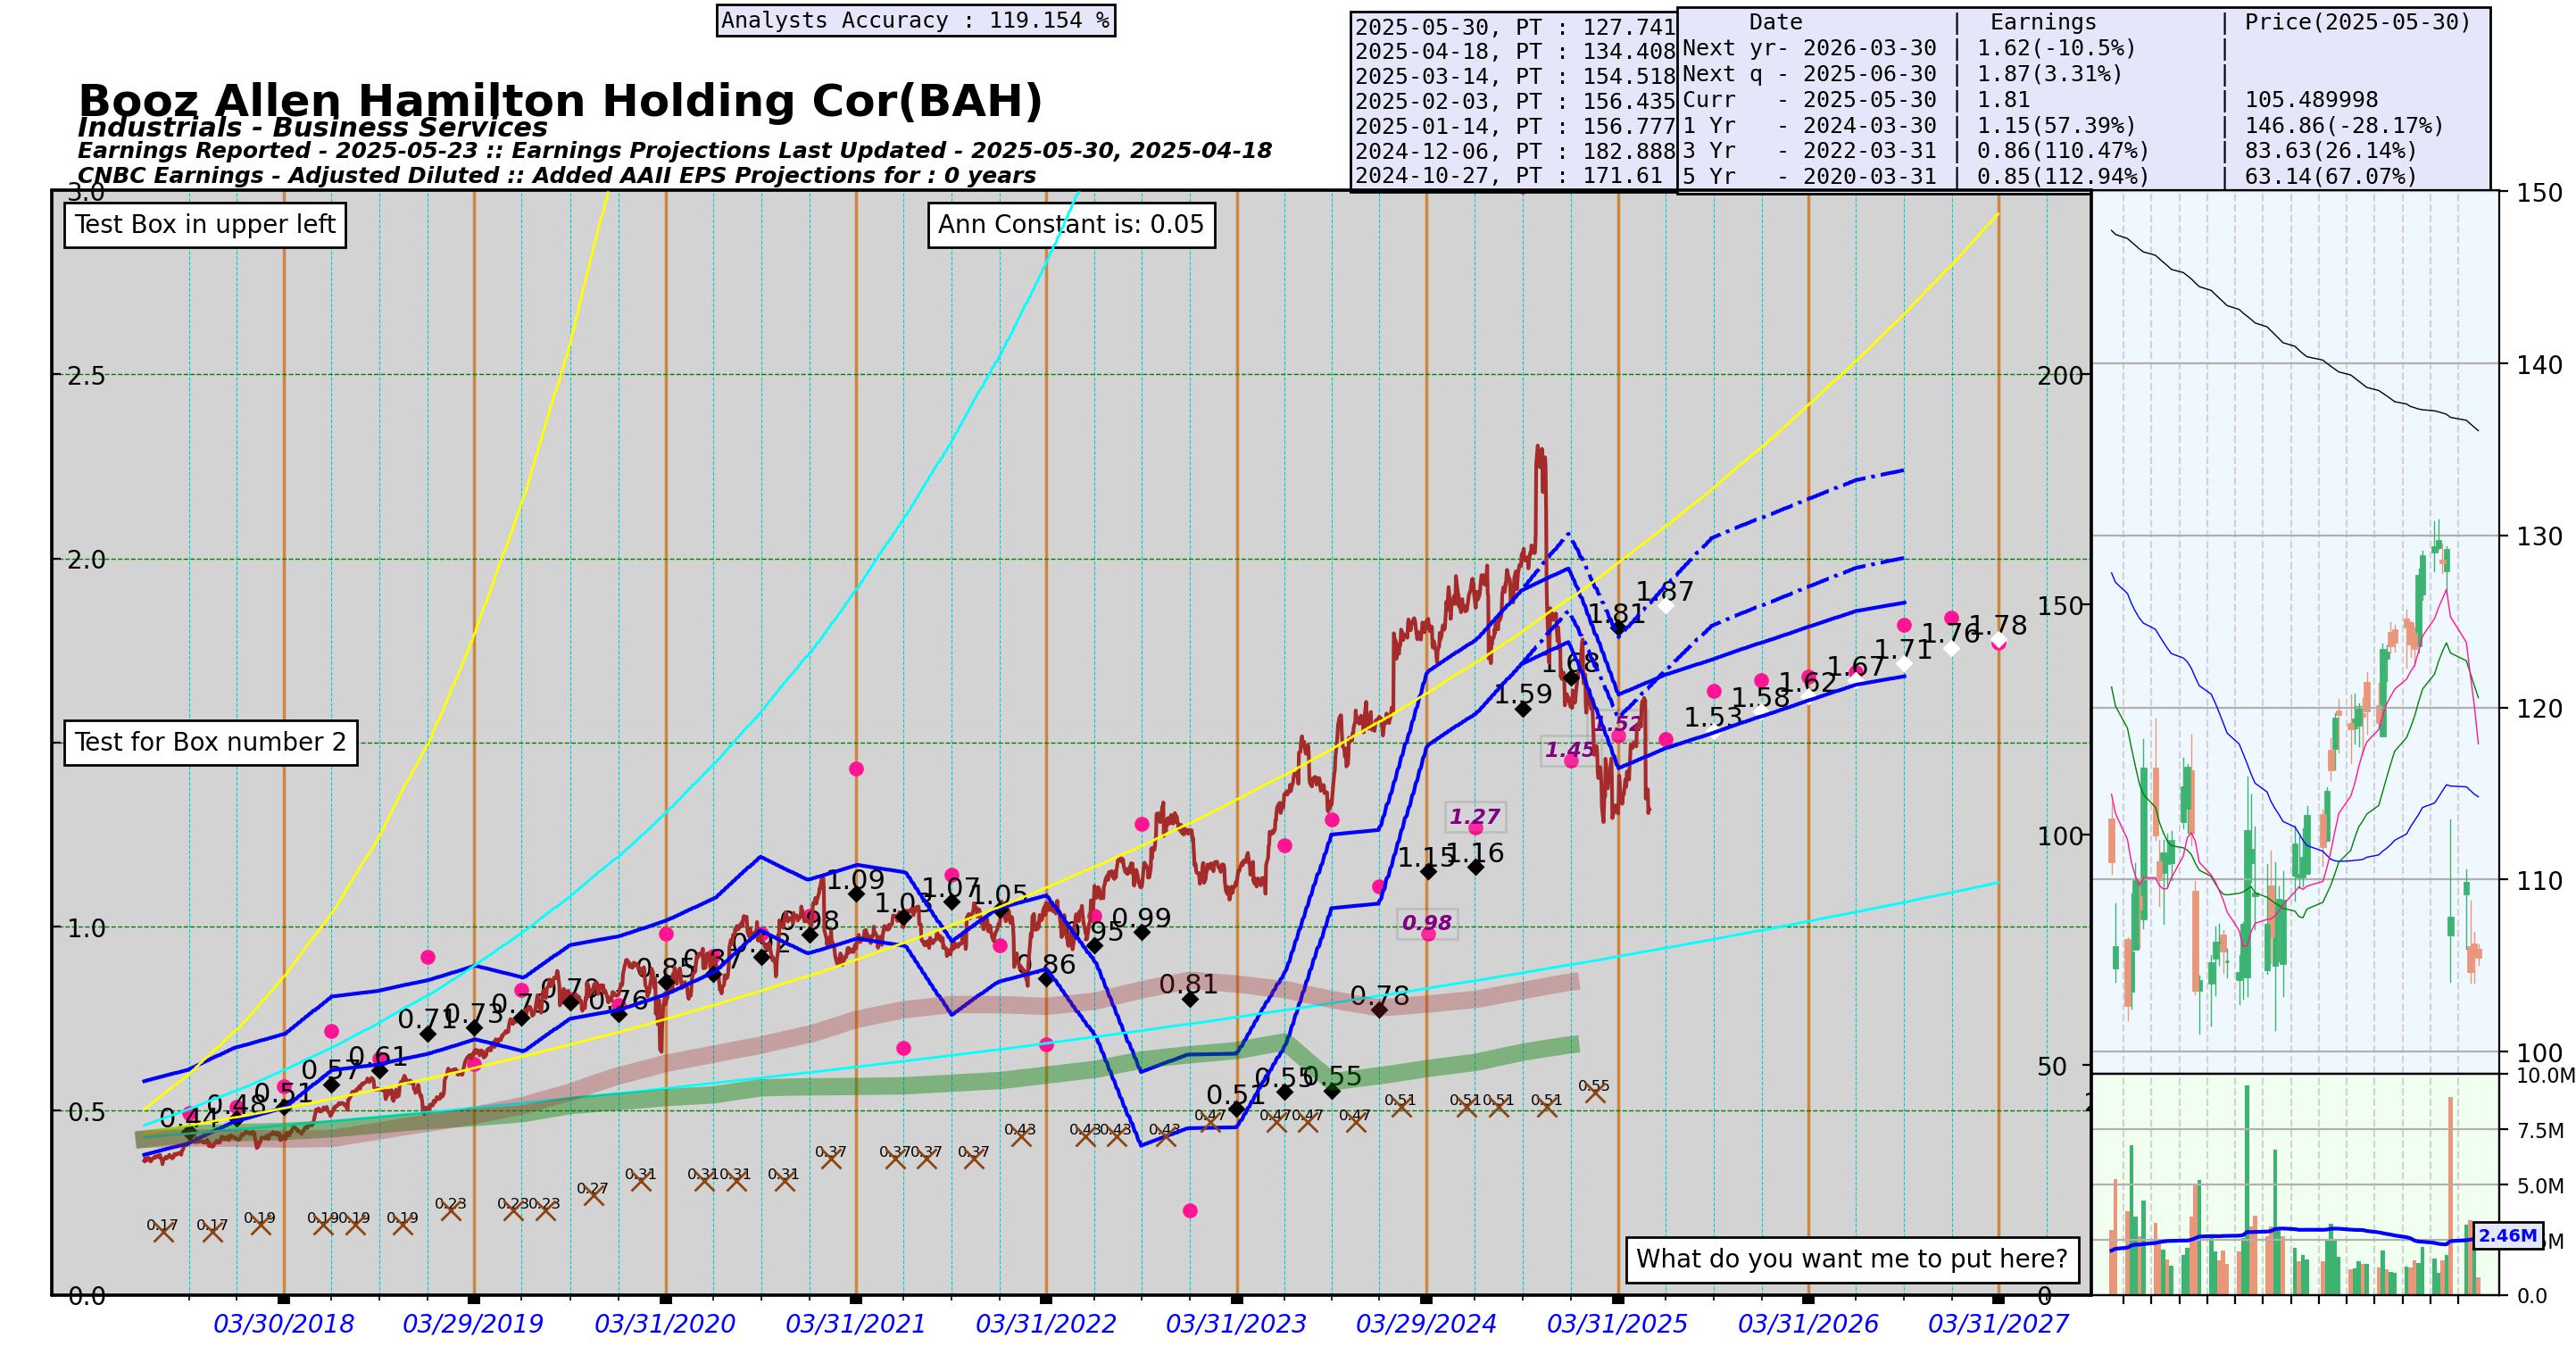 Analysts Accuracy : 119.154 %
2025-05-30, PT : 127.741
2025-04-18, PT : 134.408
2025-03-14, PT : 154.518
2025-02-03, PT : 156.435
2025-01-14, PT : 156.777
2024-12-06, PT : 182.888
2024-10-27, PT : 171.61
Date | Earnings | Price(2025-05-30)
Next yr- 2026-03-30 | 1.62(-10.5%) |
Next q - 2025-06-30 | 1.87(3.31%) |
Curr - 2025-05-30 | 1.81 | 105.489998
1 Yr - 2024-03-30 | 1.15(57.39%) | 146.86(-28.17%)
3 Yr - 2022-03-31 | 0.86(110.47%) | 83.63(26.14%)
5 Yr - 2020-03-31 | 0.85(112.94%) | 63.14(67.07%)
Booz Allen Hamilton Holding Cor(BAH)
Industrials - Business Services
Earnings Reported - 2025-05-23 :: Earnings Projections Last Updated - 2025-05-30, 2025-04-18
CNBC Earnings - Adjusted Diluted :: Added AAII EPS Projections for : 0 years
Test Box in upper left
Ann Constant is: 0.05
Test for Box number 2
What do you want me to put here?
3.0
2.5
2.0
1.0
0.5
0.0
200
150
100
50
0
150
140
130
120
110
100
10.0M
7.5M
5.0M
2.46M
0.0
0.44 0.48 0.51 0.57 0.61 0.71 0.73 0.75 0.79 0.76 0.85 0.87 0.98 1.09 1.07 1.05 0.86 0.99 0.81 0.51 0.55 0.55 0.78 1.15 1.16 1.59 1.68 1.81 1.87 1.53 1.58 1.62 1.67 1.71 1.76 1.78
0.98 1.27 1.45 1.52
0.17 0.17 0.19 0.19 0.19 0.19 0.23 0.23 0.23 0.27 0.31 0.31 0.31 0.31 0.37 0.37 0.37 0.37 0.43 0.43 0.43 0.43 0.47 0.47 0.47 0.47 0.51 0.51 0.51 0.51 0.55
03/30/2018 03/29/2019 03/31/2020 03/31/2021 03/31/2022 03/31/2023 03/29/2024 03/31/2025 03/31/2026 03/31/2027